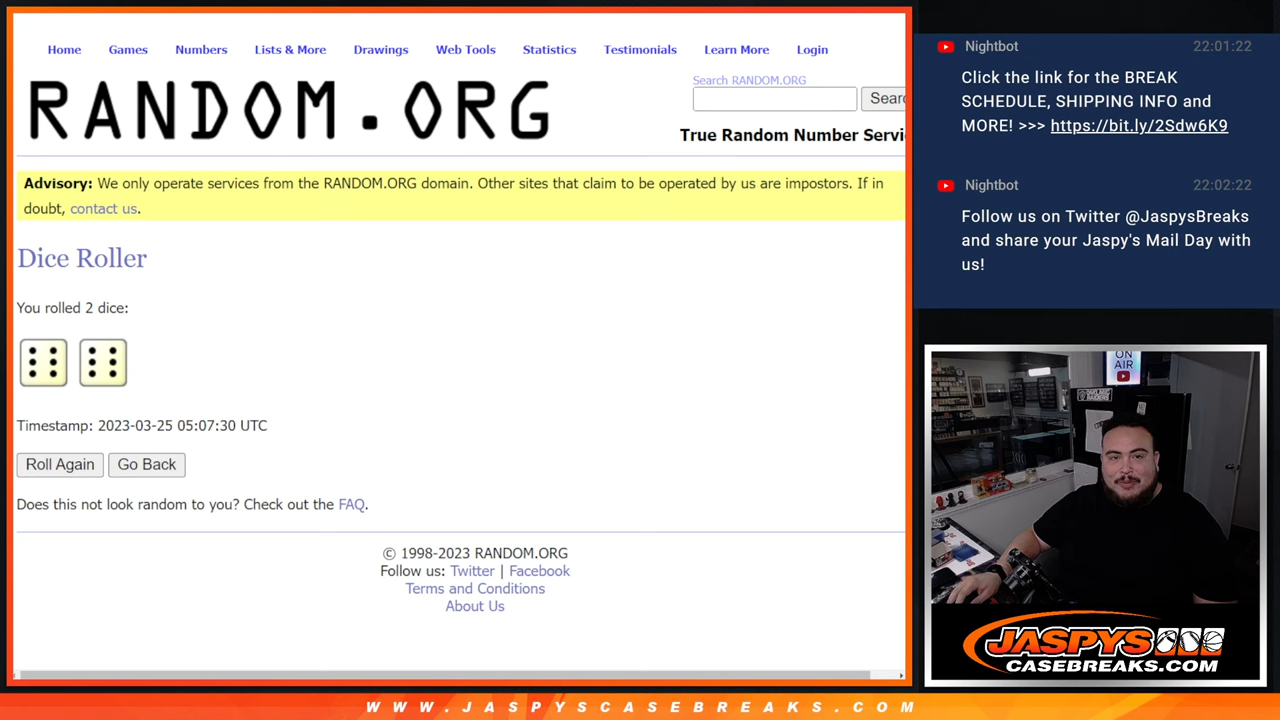 Home Games Numbers Lists & More Drawings Web Tools Statistics Testimonials Learn More Login
RANDOM.ORG
Search RANDOM.ORG
Sear
True Random Number Servi
Advisory: We only operate services from the RANDOM.ORG domain. Other sites that claim to be operated by us are impostors. If in
doubt, contact us.
Dice Roller
You rolled 2 dice:
Timestamp: 2023-03-25 05:07:30 UTC
Roll Again Go Back
Does this not look random to you? Check out the FAQ.
© 1998-2023 RANDOM.ORG
Follow us: Twitter | Facebook
Terms and Conditions
About Us
Nightbot 22:01:22
Click the link for the BREAK
SCHEDULE, SHIPPING INFO and
MORE! >>> https://bit.ly/2Sdw6K9
Nightbot 22:02:22
Follow us on Twitter @JaspysBreaks
and share your Jaspy's Mail Day with
us!
ON
AIR
JASPYS
CASEBREAKS.COM
WWW.JASPYSCASEBREAKS.COM